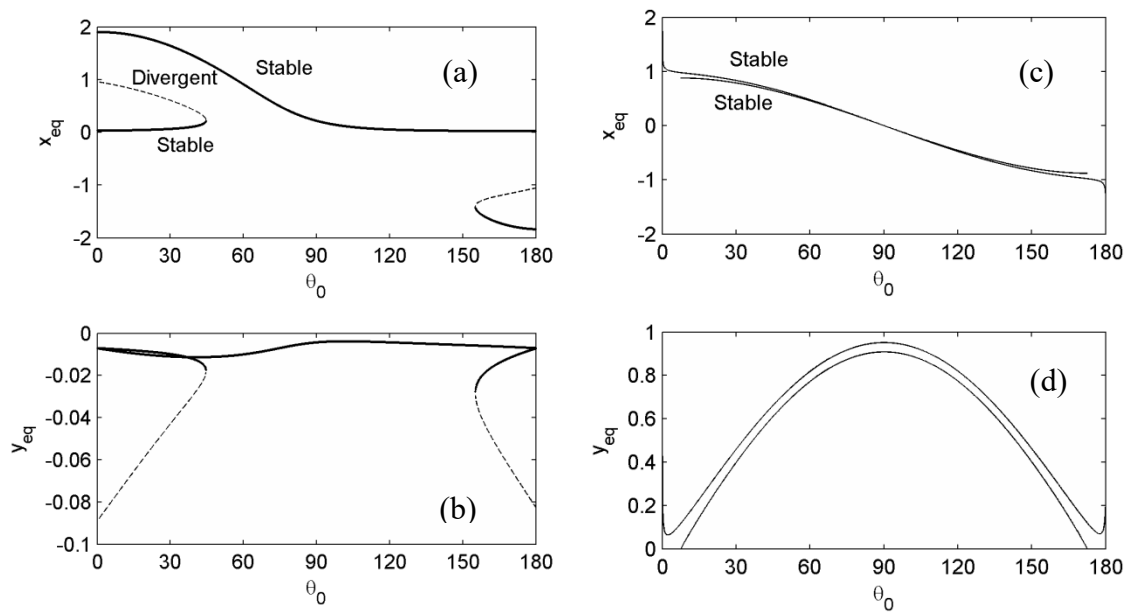 2
1
0
-1
-2
x_eq
Divergent
Stable
Stable
(a)
0 30 60 90 120 150 180
θ_0
2
1
0
-1
-2
x_eq
Stable
Stable
(c)
0 30 60 90 120 150 180
θ_0
0
-0.02
-0.04
-0.06
-0.08
-0.1
y_eq
(b)
0 30 60 90 120 150 180
θ_0
1
0.8
0.6
0.4
0.2
0
y_eq
(d)
0 30 60 90 120 150 180
θ_0